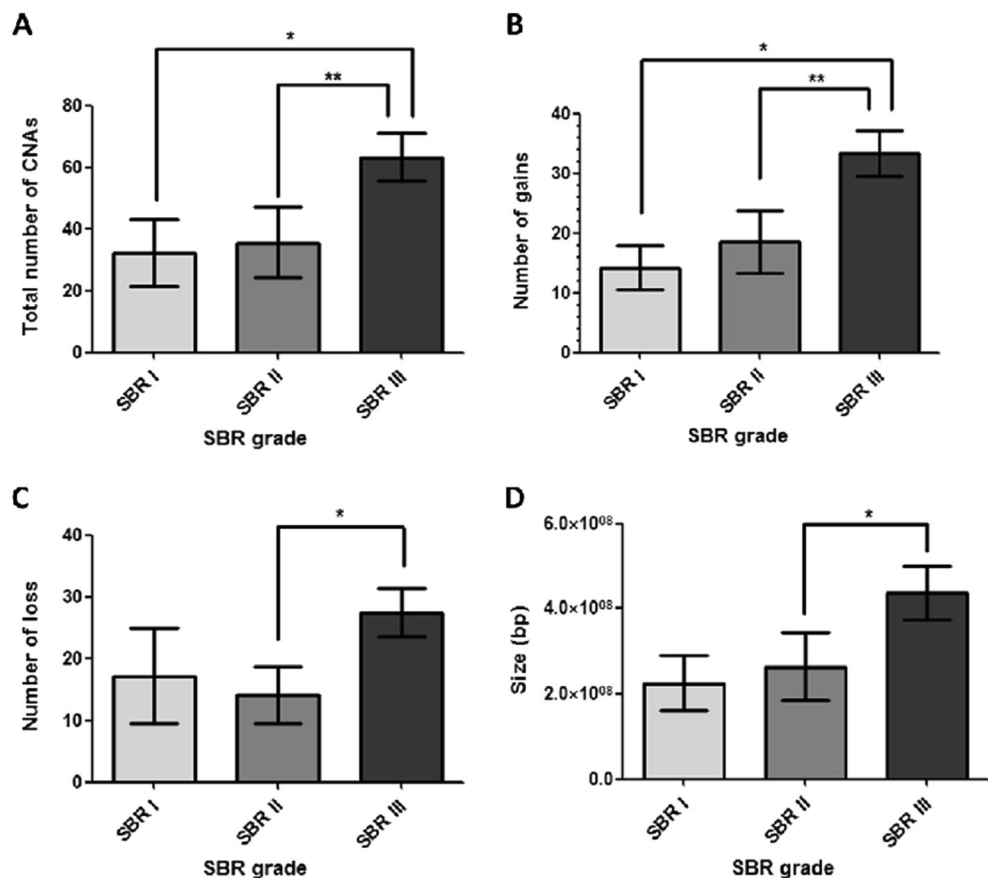 A
*
**
Total number of CNAs
80
60
40
20
0
SBR I
SBR II
SBR III
SBR grade
B
*
**
Number of gains
40
30
20
10
0
SBR I
SBR II
SBR III
SBR grade
C
*
Number of loss
40
30
20
10
0
SBR I
SBR II
SBR III
SBR grade
D
*
Size (bp)
6.0×10⁰⁸
4.0×10⁰⁸
2.0×10⁰⁸
0.0
SBR I
SBR II
SBR III
SBR grade